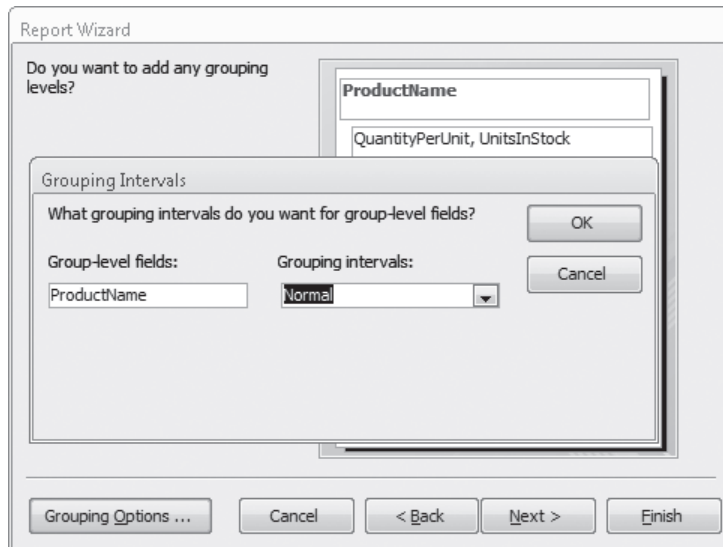 Report Wizard
Do you want to add any grouping
levels?
ProductName
QuantityPerUnit, UnitsInStock
Grouping Intervals
What grouping intervals do you want for group-level fields?
OK
Group-level fields:
Grouping intervals:
Cancel
ProductName
Normal
Grouping Options ...
Cancel
< Back
Next >
Finish